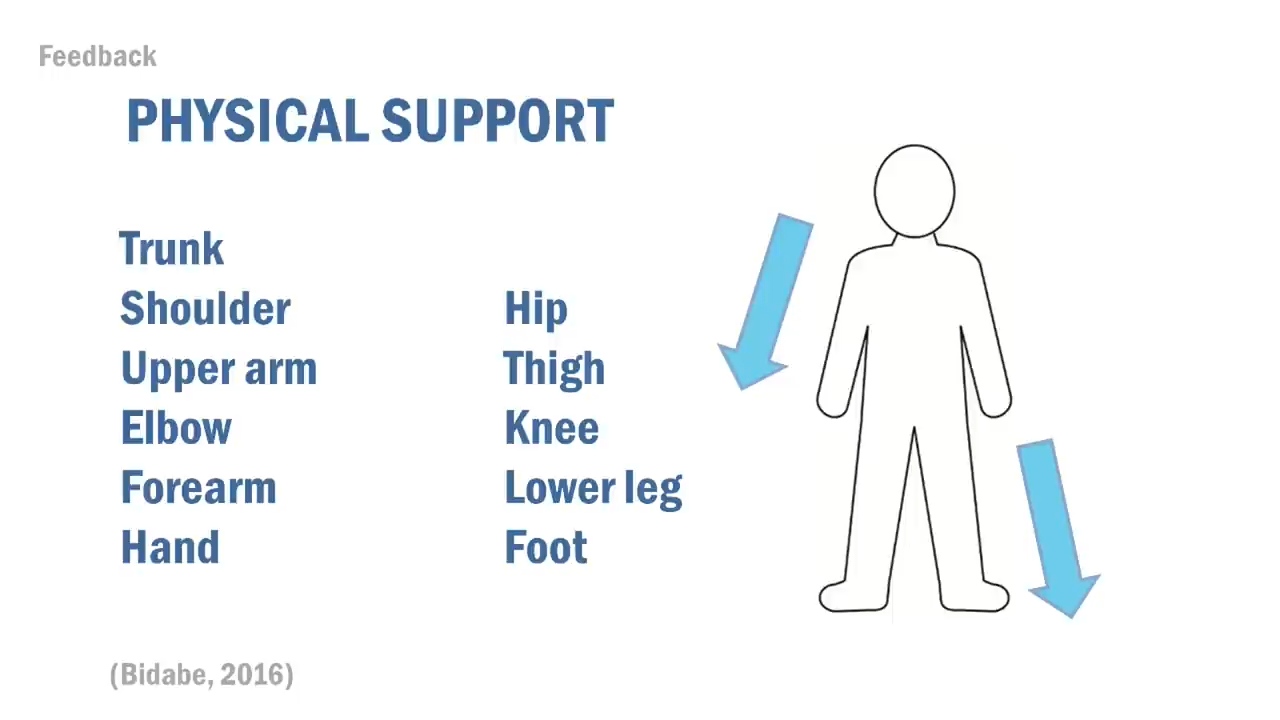 Feedback
PHYSICAL SUPPORT
Trunk
Shoulder
Upper arm
Elbow
Forearm
Hand
Hip
Thigh
Knee
Lower leg
Foot
(Bidabe, 2016)